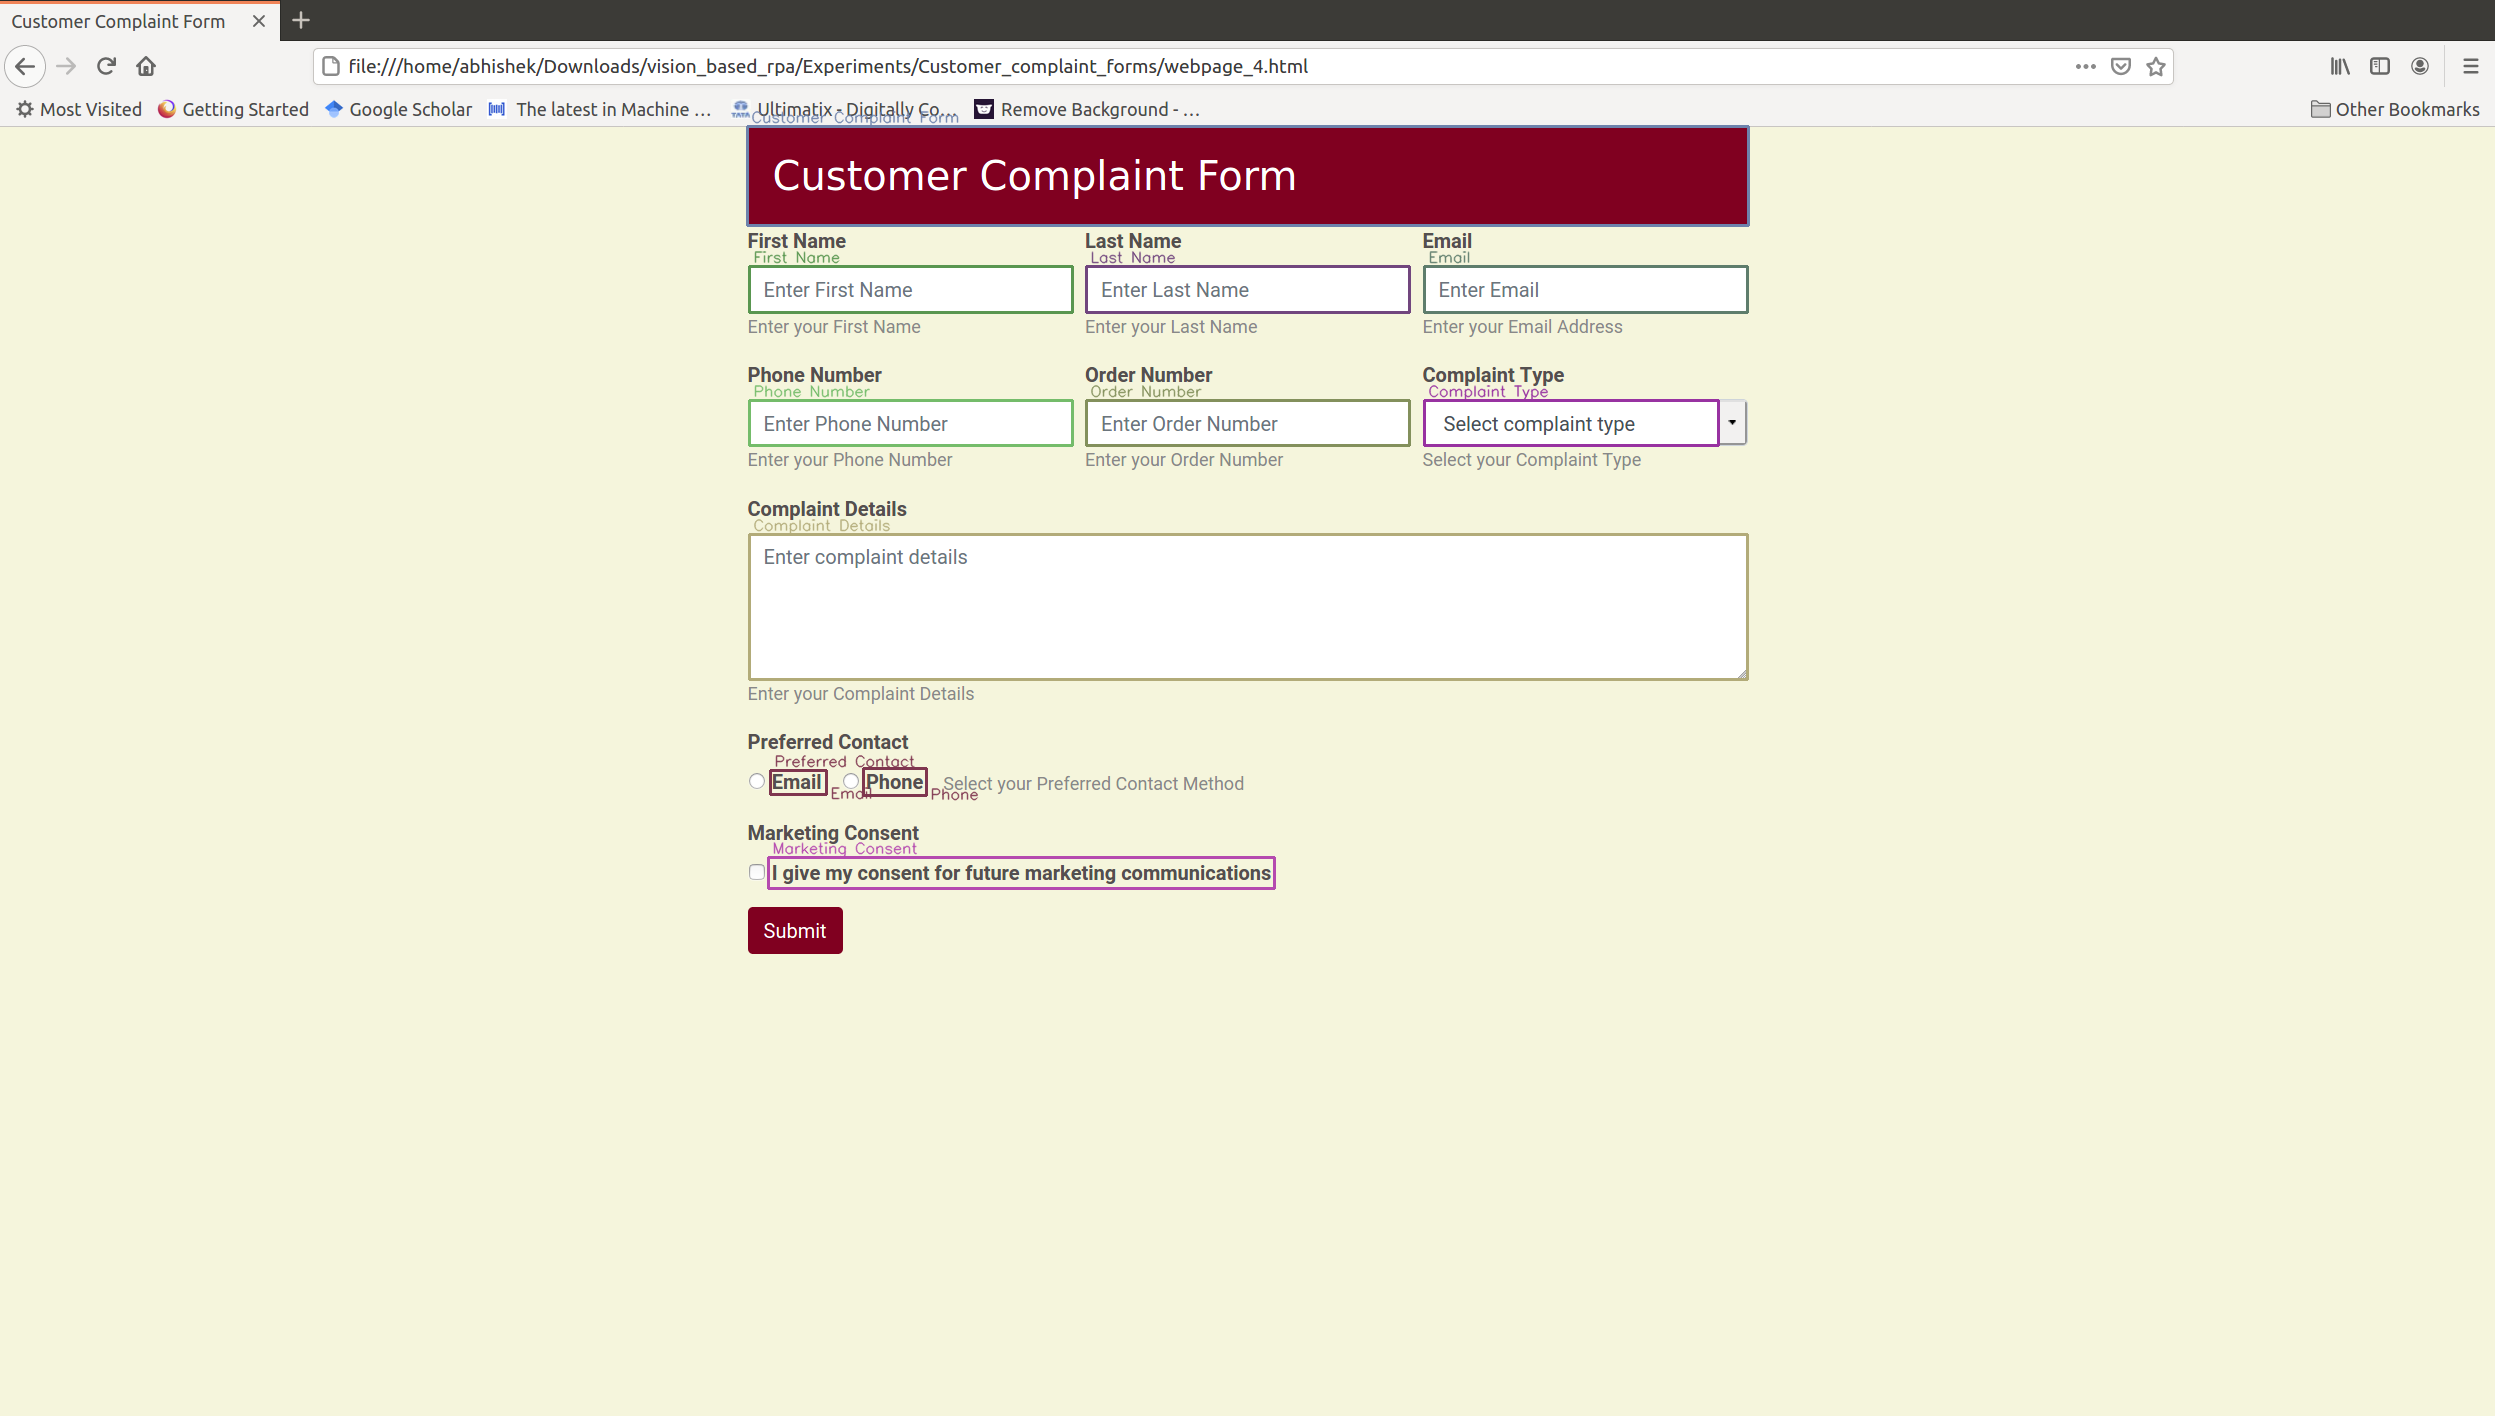 Customer Complaint Form
file:///home/abhishek/Downloads/vision_based_rpa/Experiments/Customer_complaint_forms/webpage_4.html
Most Visited Getting Started Google Scholar The latest in Machine ... Ultimatix - Digitally Co... Remove Background - ... Other Bookmarks
TATA
Customer Complaint Form
Customer Complaint Form
First Name Last Name Email
First Name Last Name Email
Enter First Name Enter Last Name Enter Email
Enter your First Name Enter your Last Name Enter your Email Address
Phone Number Order Number Complaint Type
Phone Number Order Number Complaint Type
Enter Phone Number Enter Order Number Select complaint type
Enter your Phone Number Enter your Order Number Select your Complaint Type
Complaint Details
Complaint Details
Enter complaint details
Enter your Complaint Details
Preferred Contact
Preferred Contact
Email Phone Select your Preferred Contact Method
Email Phone
Marketing Consent
Marketing Consent
I give my consent for future marketing communications
Submit